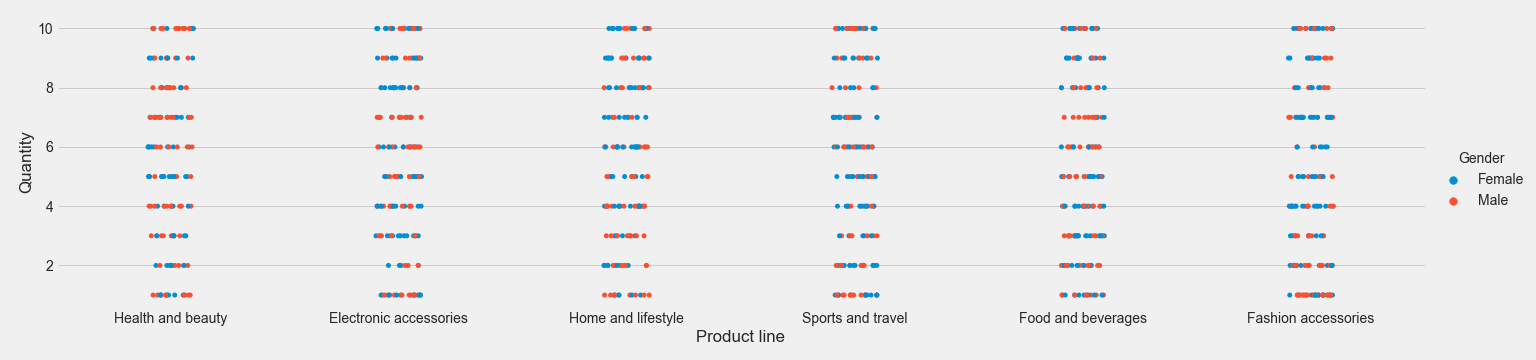 10
8
6
4
2
Quantity
Health and beauty
Electronic accessories
Home and lifestyle
Sports and travel
Food and beverages
Fashion accessories
Product line
Gender
Female
Male